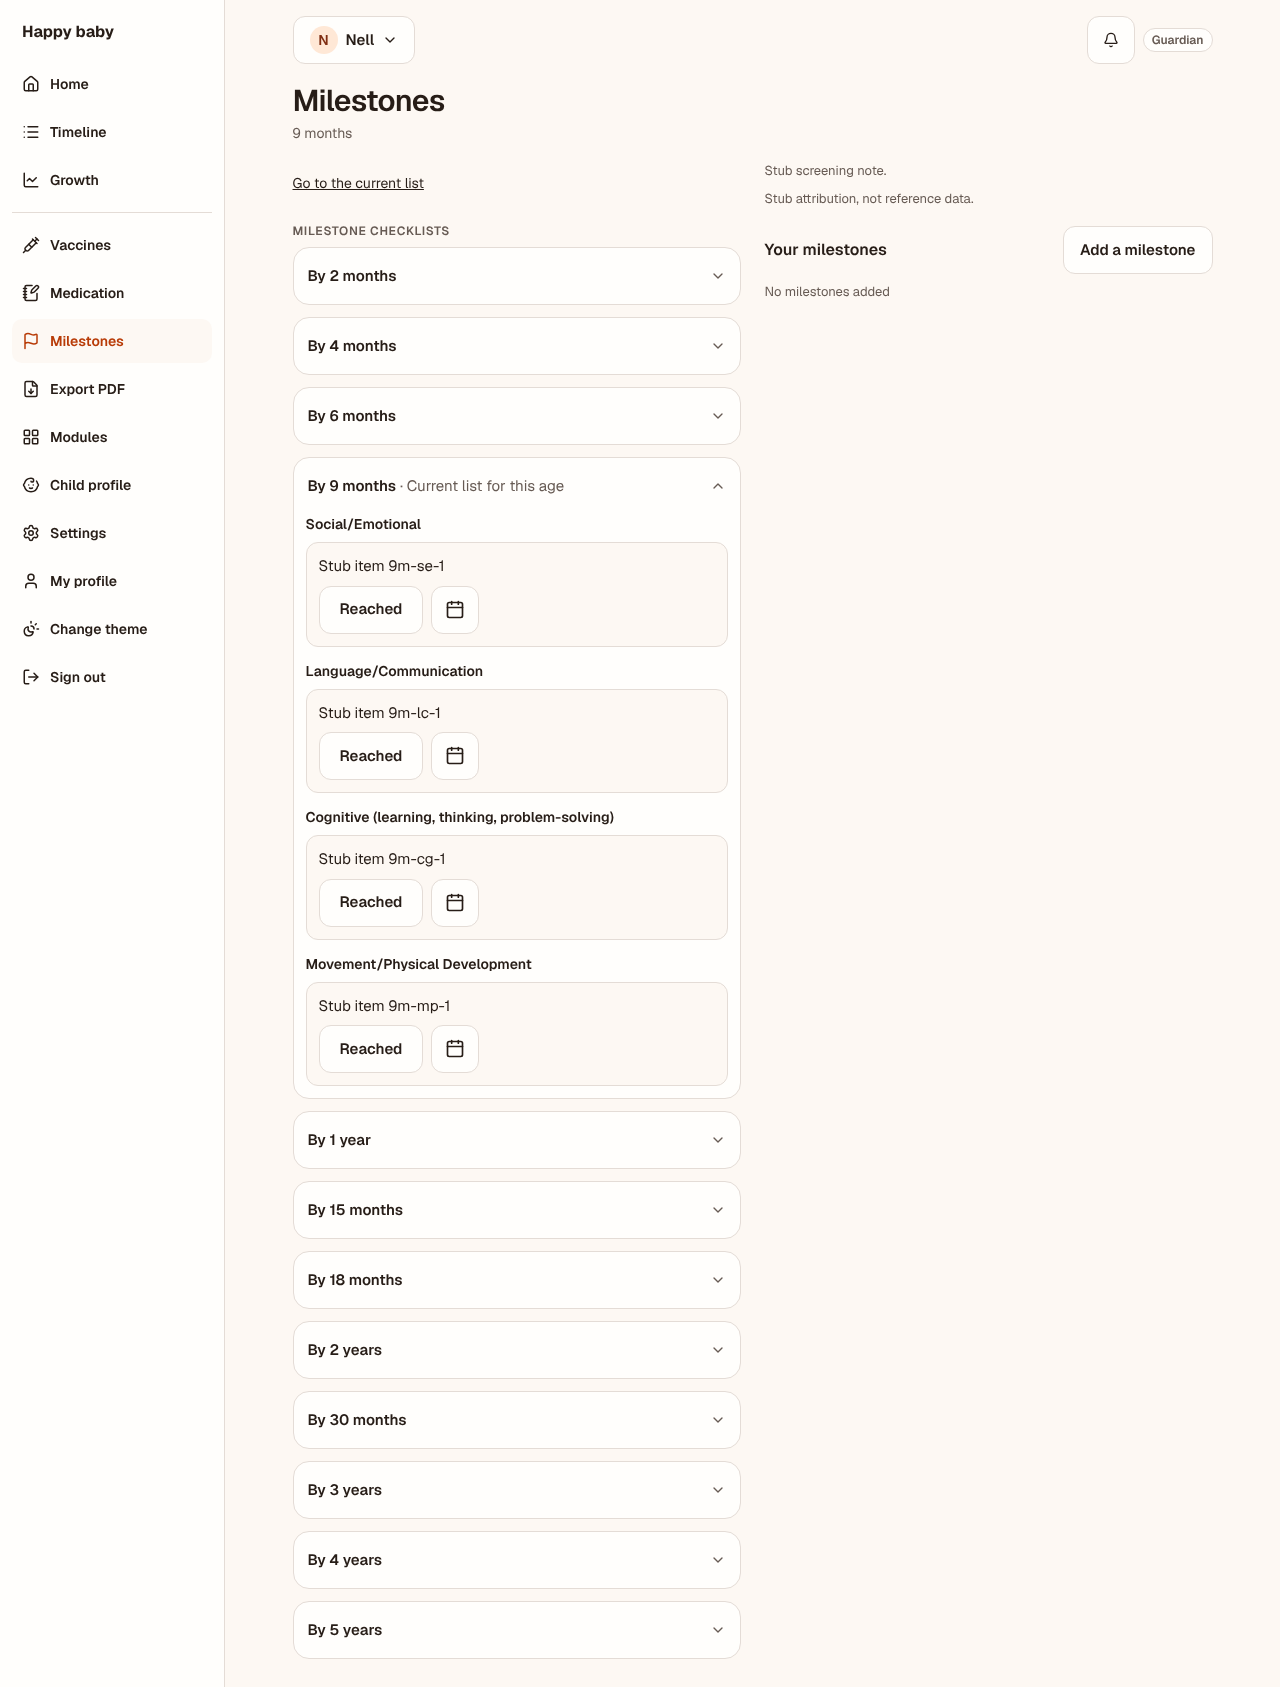 Happy baby
Home
Timeline
Growth
Vaccines
Medication
Milestones
Export PDF
Modules
Child profile
Settings
My profile
Change theme
Sign out
N Nell
Guardian
Milestones
9 months
Go to the current list
MILESTONE CHECKLISTS
By 2 months
By 4 months
By 6 months
By 9 months · Current list for this age
Social/Emotional
Stub item 9m-se-1
Reached
Language/Communication
Stub item 9m-lc-1
Reached
Cognitive (learning, thinking, problem-solving)
Stub item 9m-cg-1
Reached
Movement/Physical Development
Stub item 9m-mp-1
Reached
By 1 year
By 15 months
By 18 months
By 2 years
By 30 months
By 3 years
By 4 years
By 5 years
Stub screening note.
Stub attribution, not reference data.
Your milestones
Add a milestone
No milestones added